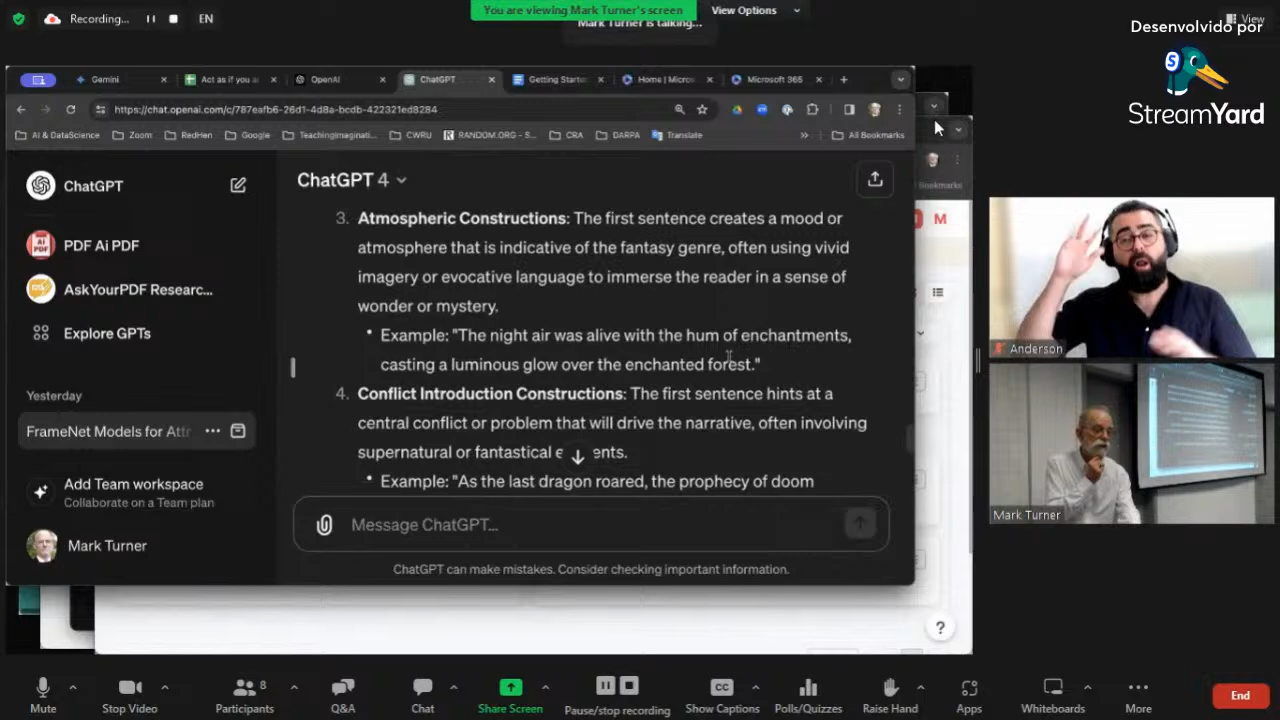 Recording...
EN
You are viewing Mark Turner's screen
View Options
Mark Turner is talking...
View
Desenvolvido por
S
StreamYard
Gemini
Act as if you a
OpenAI
ChatGPT
Getting Starte
Home | Micros
Microsoft 365
https://chat.openai.com/c/787eafb6-26d1-4d8a-bcdb-422321ed8284
AI & DataScience
Zoom
RedHen
Google
TeachingImaginati...
CWRU
RANDOM.ORG - S...
CRA
DARPA
Translate
All Bookmarks
Bookmarks
M
ChatGPT
PDF Ai PDF
AskYourPDF Researc...
Explore GPTs
Yesterday
FrameNet Models for Attr
Add Team workspace
Collaborate on a Team plan
Mark Turner
ChatGPT 4
3. Atmospheric Constructions: The first sentence creates a mood or
atmosphere that is indicative of the fantasy genre, often using vivid
imagery or evocative language to immerse the reader in a sense of
wonder or mystery.
• Example: "The night air was alive with the hum of enchantments,
casting a luminous glow over the enchanted forest."
4. Conflict Introduction Constructions: The first sentence hints at a
central conflict or problem that will drive the narrative, often involving
supernatural or fantastical e ents.
• Example: "As the last dragon roared, the prophecy of doom
Message ChatGPT...
ChatGPT can make mistakes. Consider checking important information.
?
Anderson
Mark Turner
Mute
Stop Video
Participants
8
Q&A
Chat
Share Screen
Pause/stop recording
CC
Show Captions
Polls/Quizzes
Raise Hand
Apps
Whiteboards
More
End